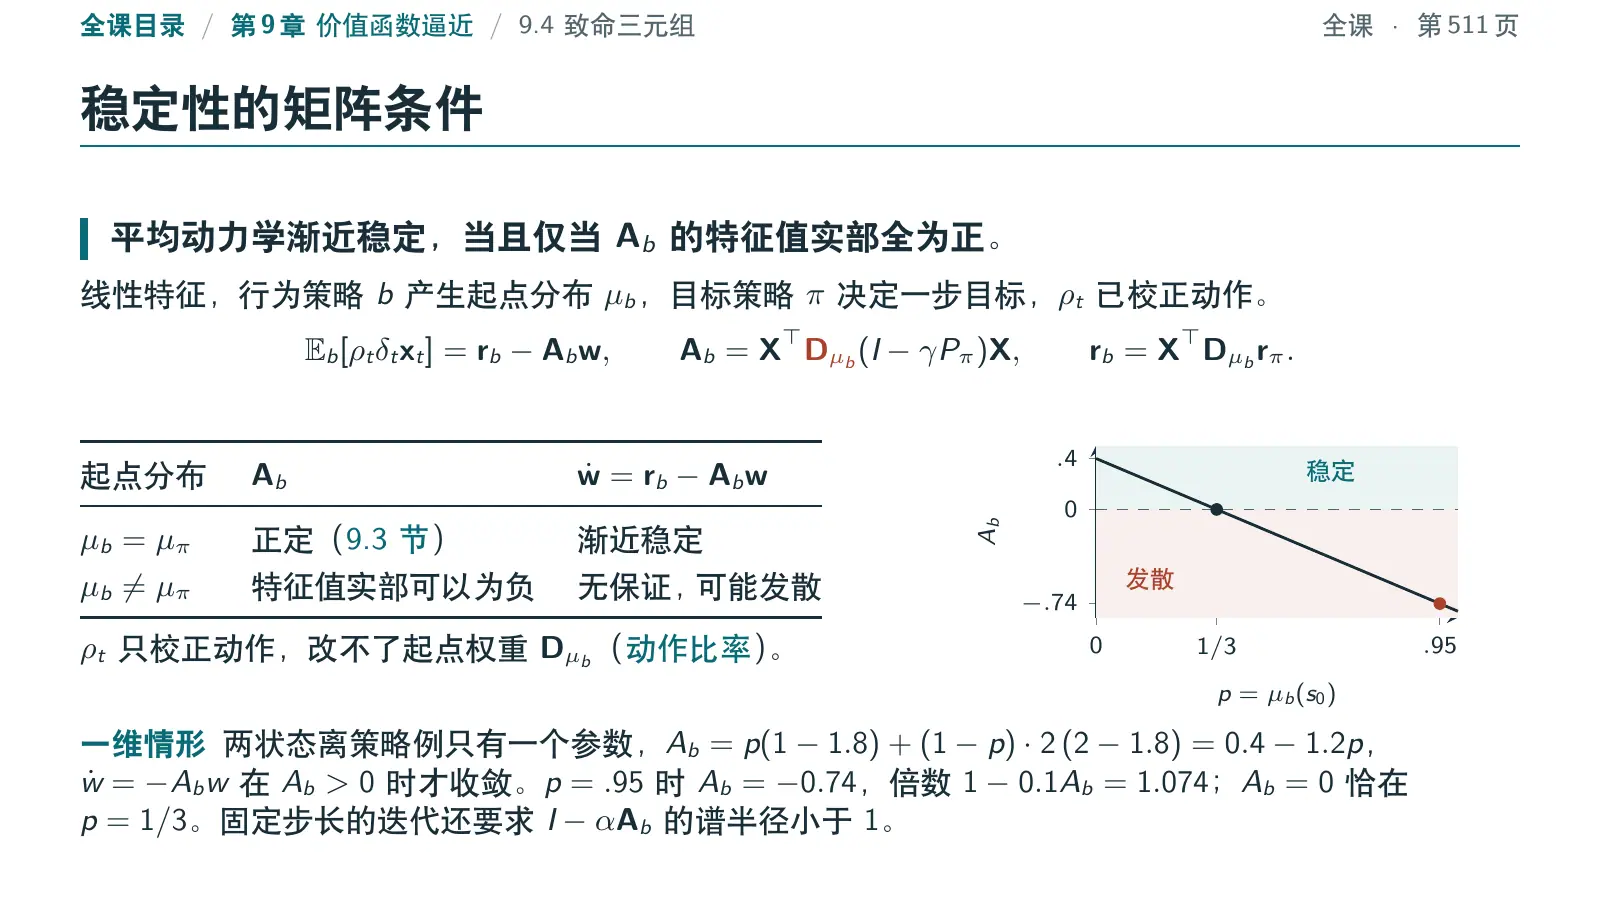 全课目录 / 第9章 价值函数逼近 / 9.4 致命三元组
全课 · 第511页
稳定性的矩阵条件
平均动力学渐近稳定，当且仅当 A_b 的特征值实部全为正。
线性特征，行为策略 b 产生起点分布 μ_b，目标策略 π 决定一步目标，ρ_t 已校正动作。
𝔼_b[ρ_tδ_tx_t] = r_b − A_bw, A_b = X^⊤D_{μ_b}(I − γP_π)X, r_b = X^⊤D_{μ_b}r_π.
起点分布 A_b ẇ = r_b − A_bw
μ_b = μ_π 正定（9.3 节） 渐近稳定
μ_b ≠ μ_π 特征值实部可以为负 无保证，可能发散
ρ_t 只校正动作，改不了起点权重 D_{μ_b}（动作比率）。
.4
0
−.74
A_b
稳定
发散
0 1/3 .95
p = μ_b(s_0)
一维情形 两状态离策略例只有一个参数，A_b = p(1 − 1.8) + (1 − p) · 2 (2 − 1.8) = 0.4 − 1.2p，
ẇ = −A_bw 在 A_b > 0 时才收敛。p = .95 时 A_b = −0.74，倍数 1 − 0.1A_b = 1.074；A_b = 0 恰在
p = 1/3。固定步长的迭代还要求 I − αA_b 的谱半径小于 1。